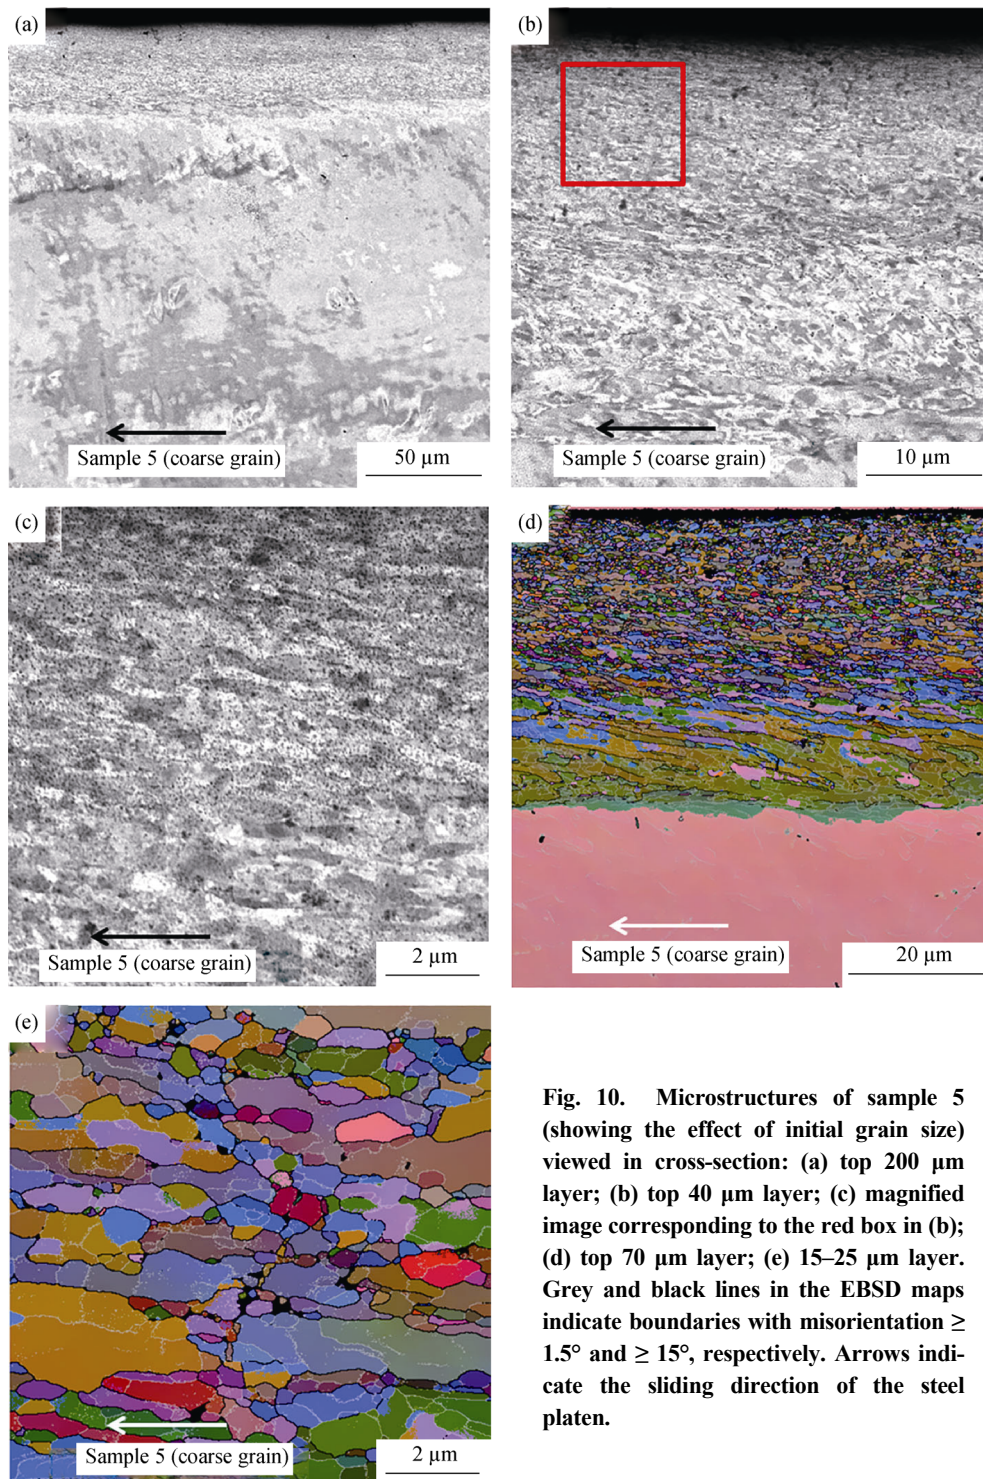 (a)
Sample 5 (coarse grain)
50 µm
(b)
Sample 5 (coarse grain)
10 µm
(c)
Sample 5 (coarse grain)
2 µm
(d)
Sample 5 (coarse grain)
20 µm
(e)
Sample 5 (coarse grain)
2 µm
Fig. 10. Microstructures of sample 5
(showing the effect of initial grain size)
viewed in cross-section: (a) top 200 µm
layer; (b) top 40 µm layer; (c) magnified
image corresponding to the red box in (b);
(d) top 70 µm layer; (e) 15–25 µm layer.
Grey and black lines in the EBSD maps
indicate boundaries with misorientation ≥
1.5° and ≥ 15°, respectively. Arrows indi-
cate the sliding direction of the steel
platen.